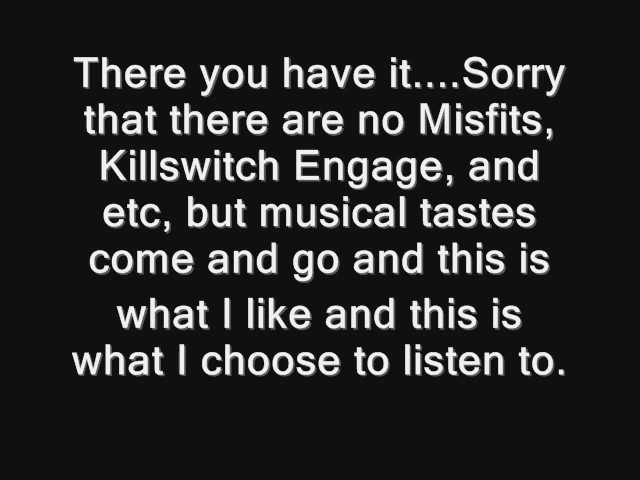 There you have it....Sorry
that there are no Misfits,
Killswitch Engage, and
etc, but musical tastes
come and go and this is
what I like and this is
what I choose to listen to.